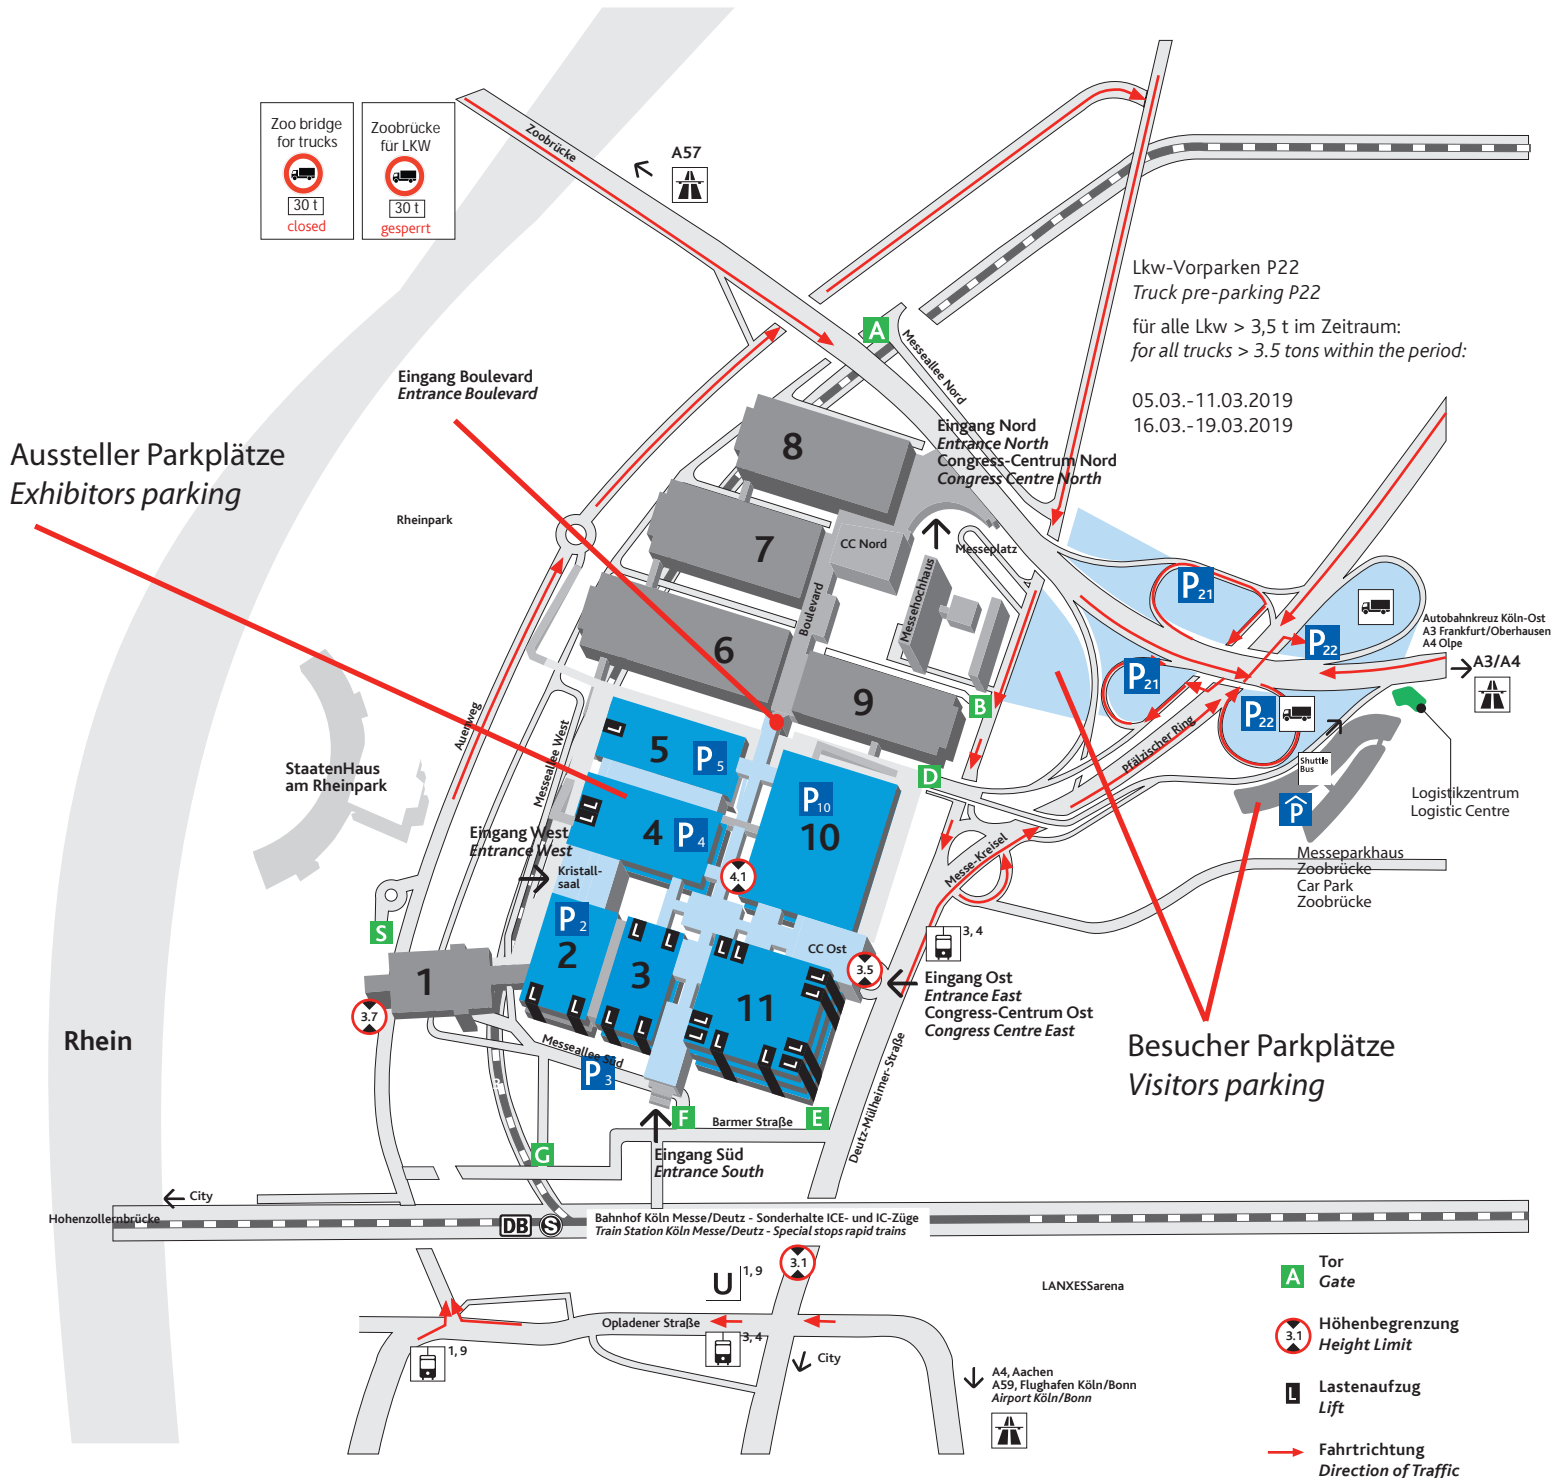 Zoo bridge
for trucks
30 t
closed
Zoobrücke
für LKW
30 t
gesperrt
Zoobrücke
A57
Lkw-Vorparken P22
Truck pre-parking P22
für alle Lkw > 3,5 t im Zeitraum:
for all trucks > 3.5 tons within the period:
05.03.-11.03.2019
16.03.-19.03.2019
A
Messeallee Nord
Eingang Boulevard
Entrance Boulevard
Eingang Nord
Entrance North
Congress-Centrum Nord
Congress Centre North
Aussteller Parkplätze
Exhibitors parking
Rheinpark
8
7
CC Nord
Messeplatz
Messehochhaus
Boulevard
6
9
B
P21
P21
P22
P22
Autobahnkreuz Köln-Ost
A3 Frankfurt/Oberhausen
A4 Olpe
A3/A4
Pfälzischer Ring
Shuttle
Bus
P
Logistikzentrum
Logistic Centre
Messeparkhaus
Zoobrücke
Car Park
Zoobrücke
Auenweg
Messeallee West
StaatenHaus
am Rheinpark
L
5
P5
D
P10
10
L
L
4
P4
4.1
Eingang West
Entrance West
Kristall-
saal
Messe-Kreisel
S
P2
2
L
L
3
L
L
L
L
L
L
11
CC Ost
3.5
3, 4
L
L
L
L
L
L
L
L
1
3.7
Eingang Ost
Entrance East
Congress-Centrum Ost
Congress Centre East
Rhein
Besucher Parkplätze
Visitors parking
Messeallee Süd
P3
F
E
Barmer Straße
Deutz-Mülheimer-Straße
G
Eingang Süd
Entrance South
City
Hohenzollernbrücke
DB
S
Bahnhof Köln Messe/Deutz - Sonderhalte ICE- und IC-Züge
Train Station Köln Messe/Deutz - Special stops rapid trains
3.1
U
1, 9
LANXESSarena
Opladener Straße
3, 4
1, 9
City
A4, Aachen
A59, Flughafen Köln/Bonn
Airport Köln/Bonn
A
Tor
Gate
3.1
Höhenbegrenzung
Height Limit
L
Lastenaufzug
Lift
Fahrtrichtung
Direction of Traffic